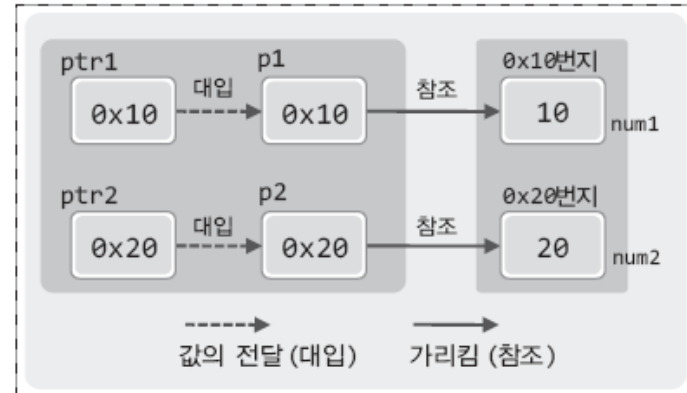 ptr1 p1 0x10번지
대입 참조
0x10 0x10 10 num1
ptr2 p2 0x20번지
대입 참조
0x20 0x20 20 num2
값의 전달(대입) 가리킴(참조)